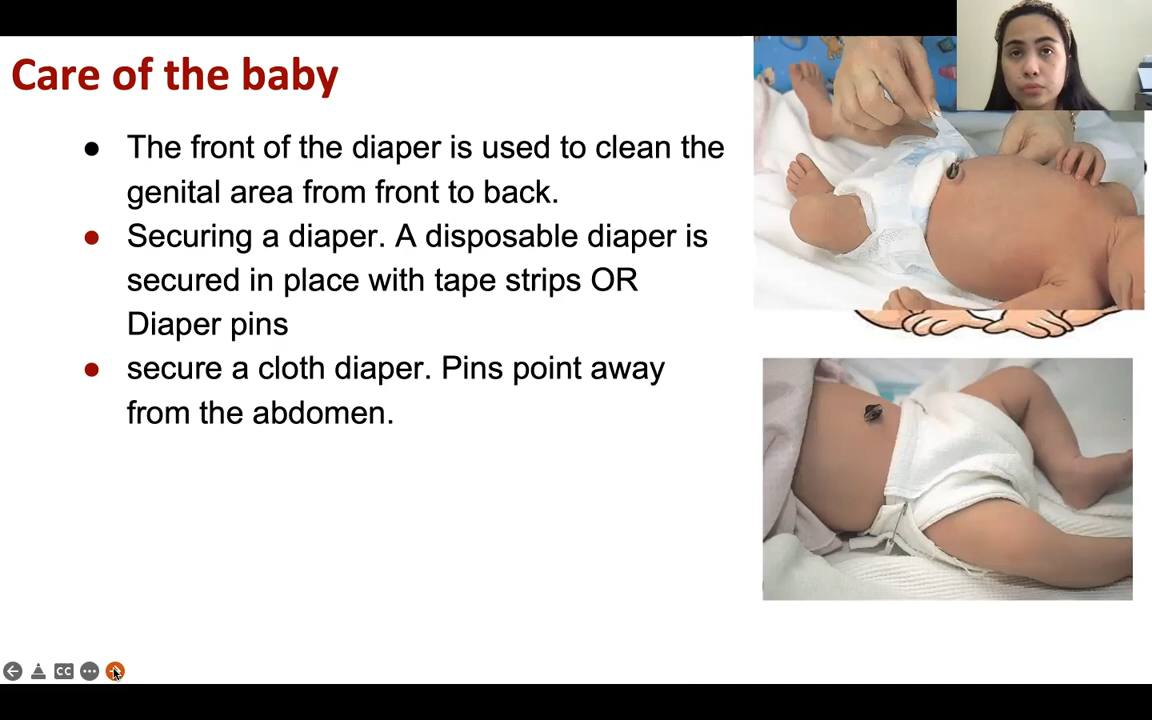 Care of the baby
The front of the diaper is used to clean the
genital area from front to back.
Securing a diaper. A disposable diaper is
secured in place with tape strips OR
Diaper pins
secure a cloth diaper. Pins point away
from the abdomen.
CC